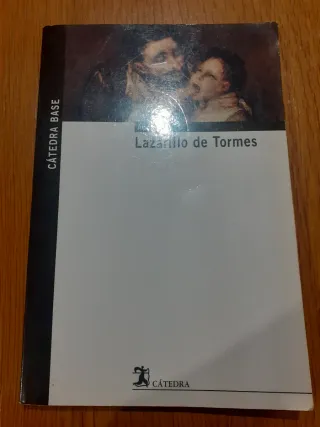 CÁTEDRA BASE
Lazarillo de Tormes
CÁTEDRA